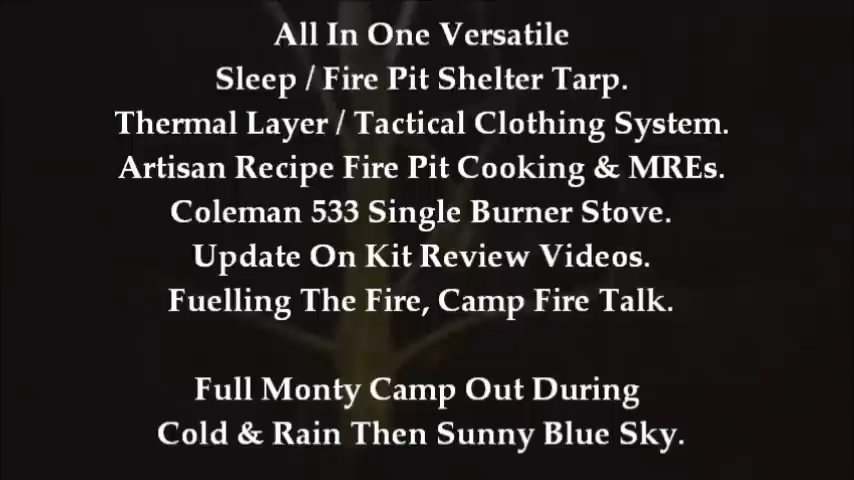 All In One Versatile
Sleep / Fire Pit Shelter Tarp.
Thermal Layer / Tactical Clothing System.
Artisan Recipe Fire Pit Cooking & MREs.
Coleman 533 Single Burner Stove.
Update On Kit Review Videos.
Fuelling The Fire, Camp Fire Talk.
Full Monty Camp Out During
Cold & Rain Then Sunny Blue Sky.